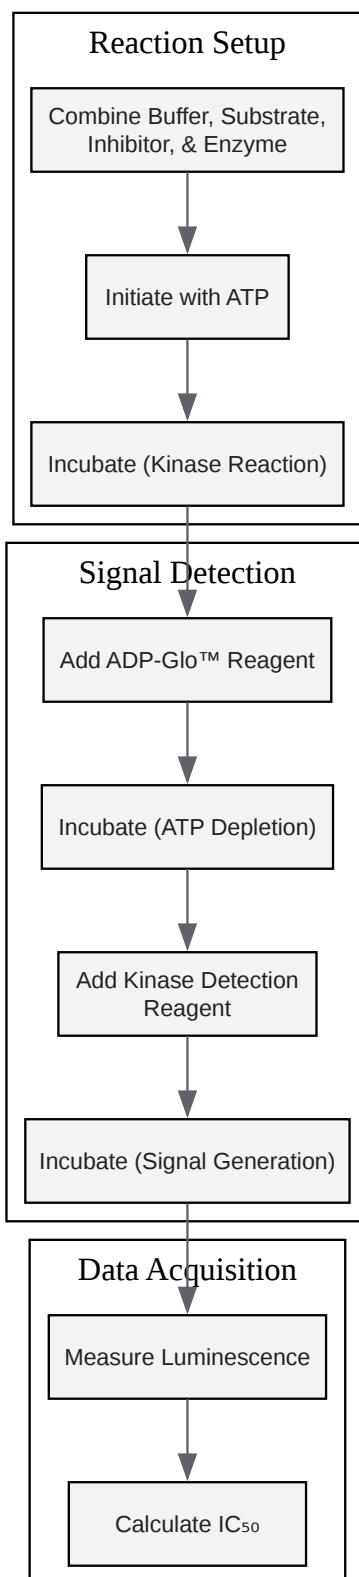 Reaction Setup
Combine Buffer, Substrate,
Inhibitor, & Enzyme
Initiate with ATP
Incubate (Kinase Reaction)
Signal Detection
Add ADP-Glo™ Reagent
Incubate (ATP Depletion)
Add Kinase Detection
Reagent
Incubate (Signal Generation)
Data Acquisition
Measure Luminescence
Calculate IC₅₀